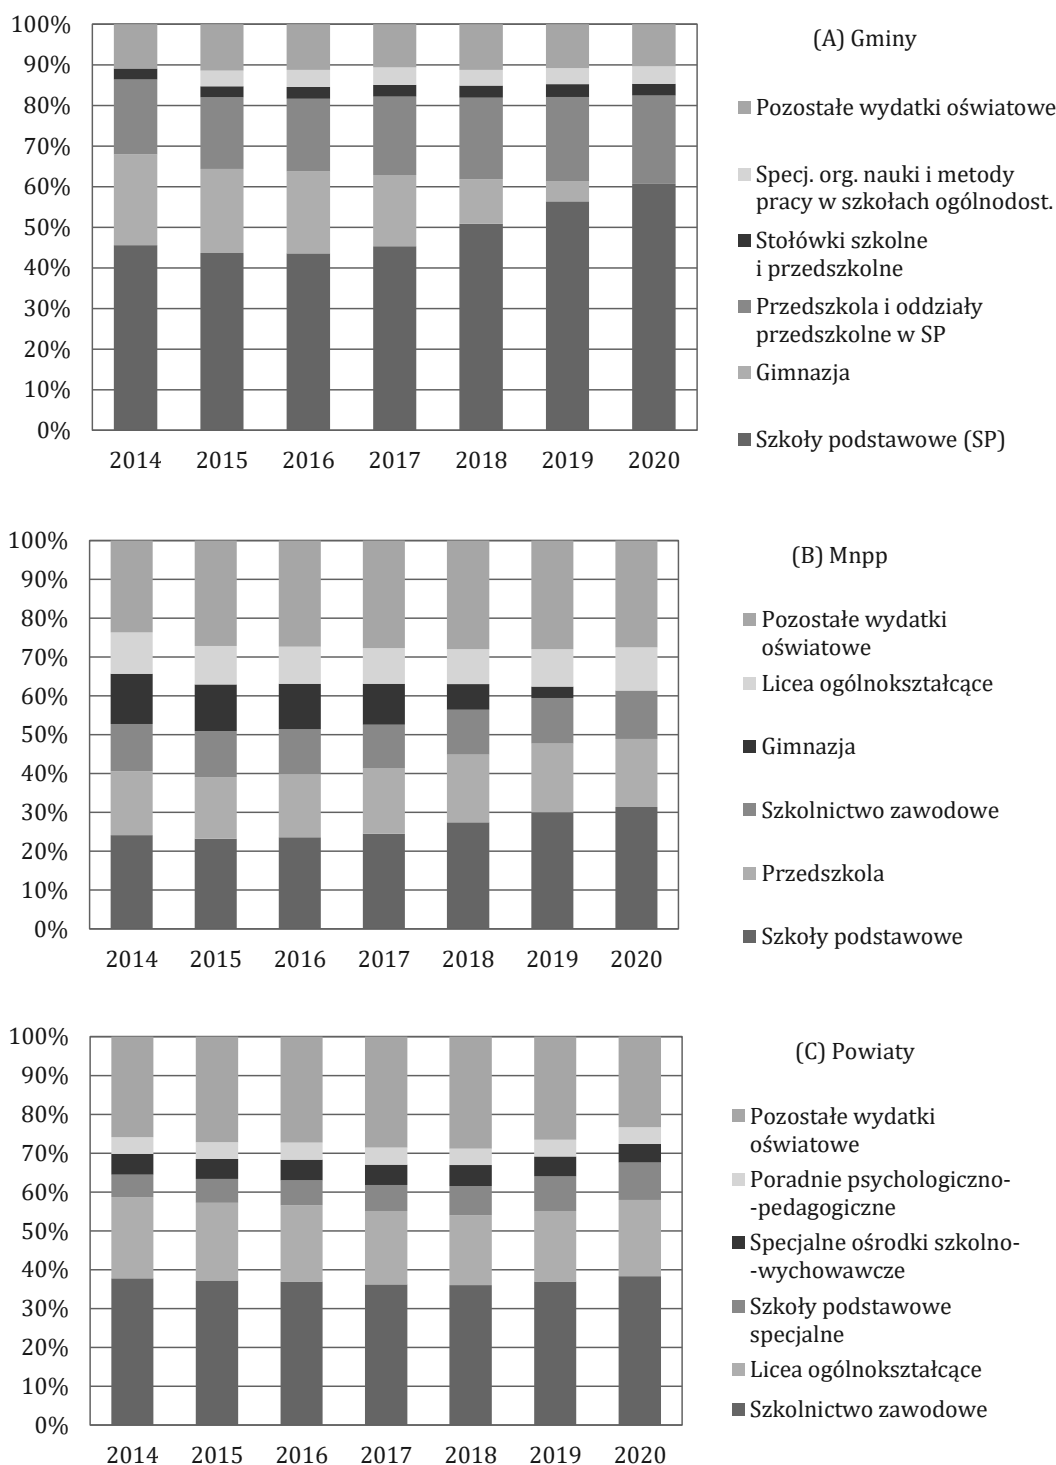 100%
90%
80%
70%
60%
50%
40%
30%
20%
10%
0%
2014 2015 2016 2017 2018 2019 2020
(A) Gminy
Pozostałe wydatki oświatowe
Specj. org. nauki i metody
pracy w szkołach ogólnodost.
Stołówki szkolne
i przedszkolne
Przedszkola i oddziały
przedszkolne w SP
Gimnazja
Szkoły podstawowe (SP)
100%
90%
80%
70%
60%
50%
40%
30%
20%
10%
0%
2014 2015 2016 2017 2018 2019 2020
(B) Mnpp
Pozostałe wydatki
oświatowe
Licea ogólnokształcące
Gimnazja
Szkolnictwo zawodowe
Przedszkola
Szkoły podstawowe
100%
90%
80%
70%
60%
50%
40%
30%
20%
10%
0%
2014 2015 2016 2017 2018 2019 2020
(C) Powiaty
Pozostałe wydatki
oświatowe
Poradnie psychologiczno-
-pedagogiczne
Specjalne ośrodki szkolno-
-wychowawcze
Szkoły podstawowe
specjalne
Licea ogólnokształcące
Szkolnictwo zawodowe